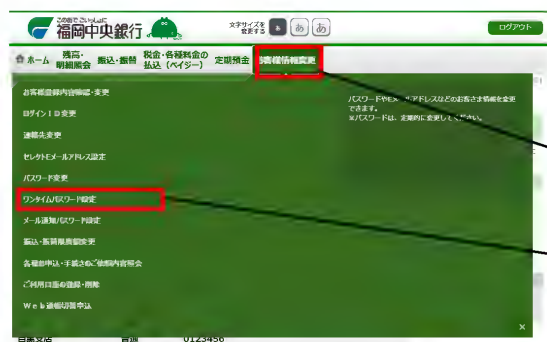 この街でごいっしょに
福岡中央銀行
文字サイズを
変更する
あ
あ
あ
ログアウト
ホーム
残高・
明細照会
振込・振替
税金・各種料金の
払込(ペイジー)
定期預金
お客様情報変更
お客様登録内容確認・変更
ログインID変更
連絡先変更
セレクトEメールアドレス設定
パスワード変更
ワンタイムパスワード設定
メール通知パスワード設定
振込・振替限度額変更
各種お申込・手続きのご依頼内容照会
ご利用口座の登録・削除
Web通帳切替申込
パスワードやEメールアドレスなどのお客さま情報を変更
できます。
※パスワードは、定期的に変更してください。
×
普通
0123456